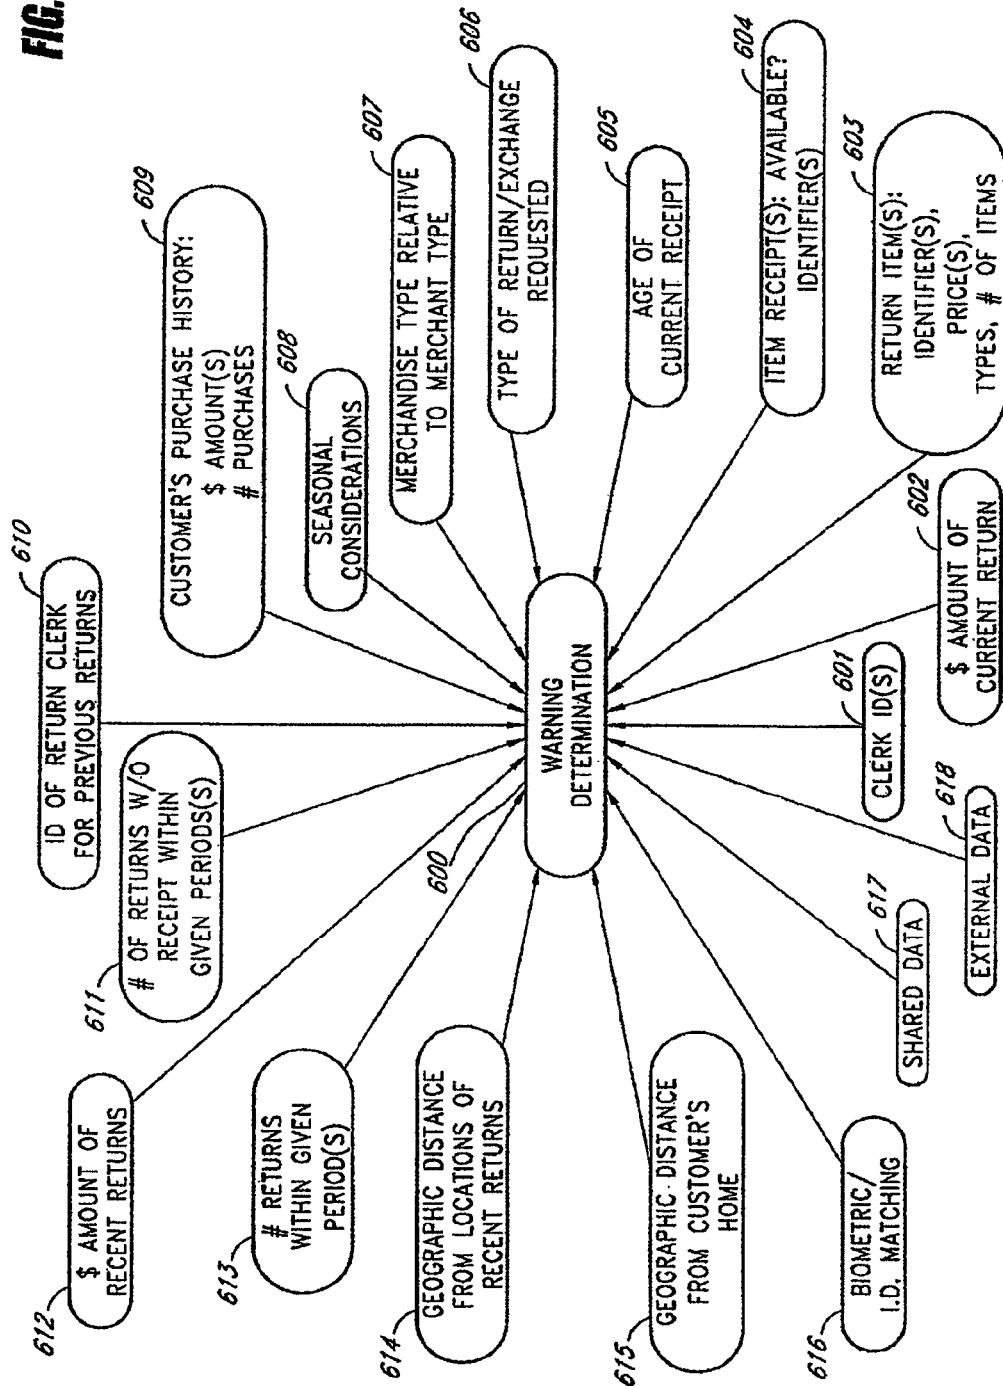 FIG.
610
ID OF RETURN CLERK
FOR PREVIOUS RETURNS
609
CUSTOMER'S PURCHASE HISTORY:
$ AMOUNT(S)
# PURCHASES
608
SEASONAL
CONSIDERATIONS
607
MERCHANDISE TYPE RELATIVE
TO MERCHANT TYPE
606
TYPE OF RETURN/EXCHANGE
REQUESTED
605
AGE OF
CURRENT RECEIPT
604
ITEM RECEIPT(S): AVAILABLE?
IDENTIFIER(S)
603
RETURN ITEM(S):
IDENTIFIER(S),
PRICE(S),
TYPES, # OF ITEMS
602
$ AMOUNT OF
CURRENT RETURN
601
CLERK ID(S)
618
EXTERNAL DATA
617
SHARED DATA
616
BIOMETRIC/
I.D. MATCHING
615
GEOGRAPHIC DISTANCE
FROM CUSTOMER'S
HOME
614
GEOGRAPHIC DISTANCE
FROM LOCATIONS OF
RECENT RETURNS
613
# RETURNS
WITHIN GIVEN
PERIOD(S)
612
$ AMOUNT OF
RECENT RETURNS
611
# OF RETURNS W/O
RECEIPT WITHIN
GIVEN PERIODS(S)
600
WARNING
DETERMINATION